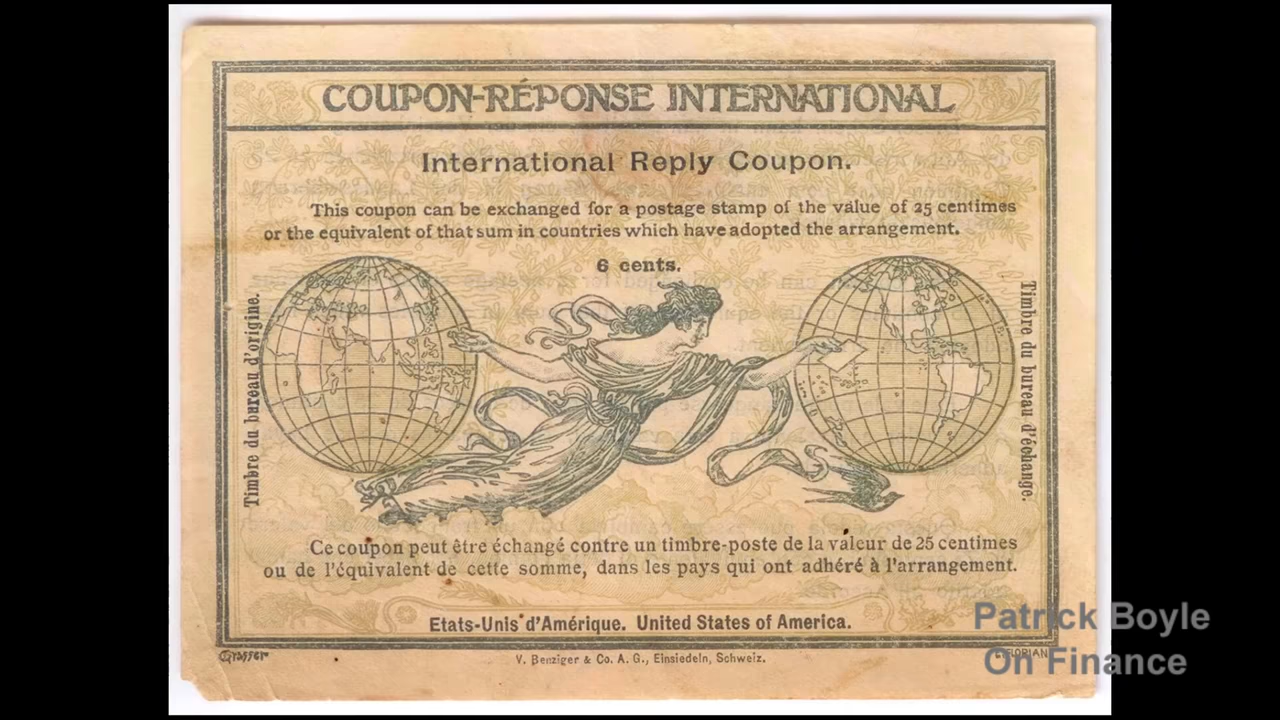 COUPON-RÉPONSE INTERNATIONAL
International Reply Coupon.
This coupon can be exchanged for a postage stamp of the value of 25 centimes
or the equivalent of that sum in countries which have adopted the arrangement.
6 cents.
Timbre du bureau d'origine.
Timbre du bureau d'échange.
Ce coupon peut être échangé contre un timbre-poste de la valeur de 25 centimes
ou de l'équivalent de cette somme, dans les pays qui ont adhéré à l'arrangement.
Etats-Unis d'Amérique. United States of America.
Grasset
V. Benziger & Co. A. G., Einsiedeln, Schweiz.
FLORIAN
Patrick Boyle
On Finance